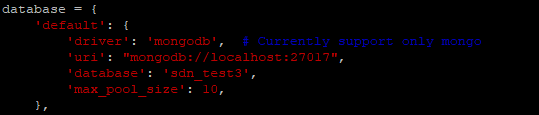 database = {
    'default': {
        'driver': 'mongodb',  # Currently support only mongo
        'uri': "mongodb://localhost:27017",
        'database': 'sdn_test3',
        'max_pool_size': 10,
    },